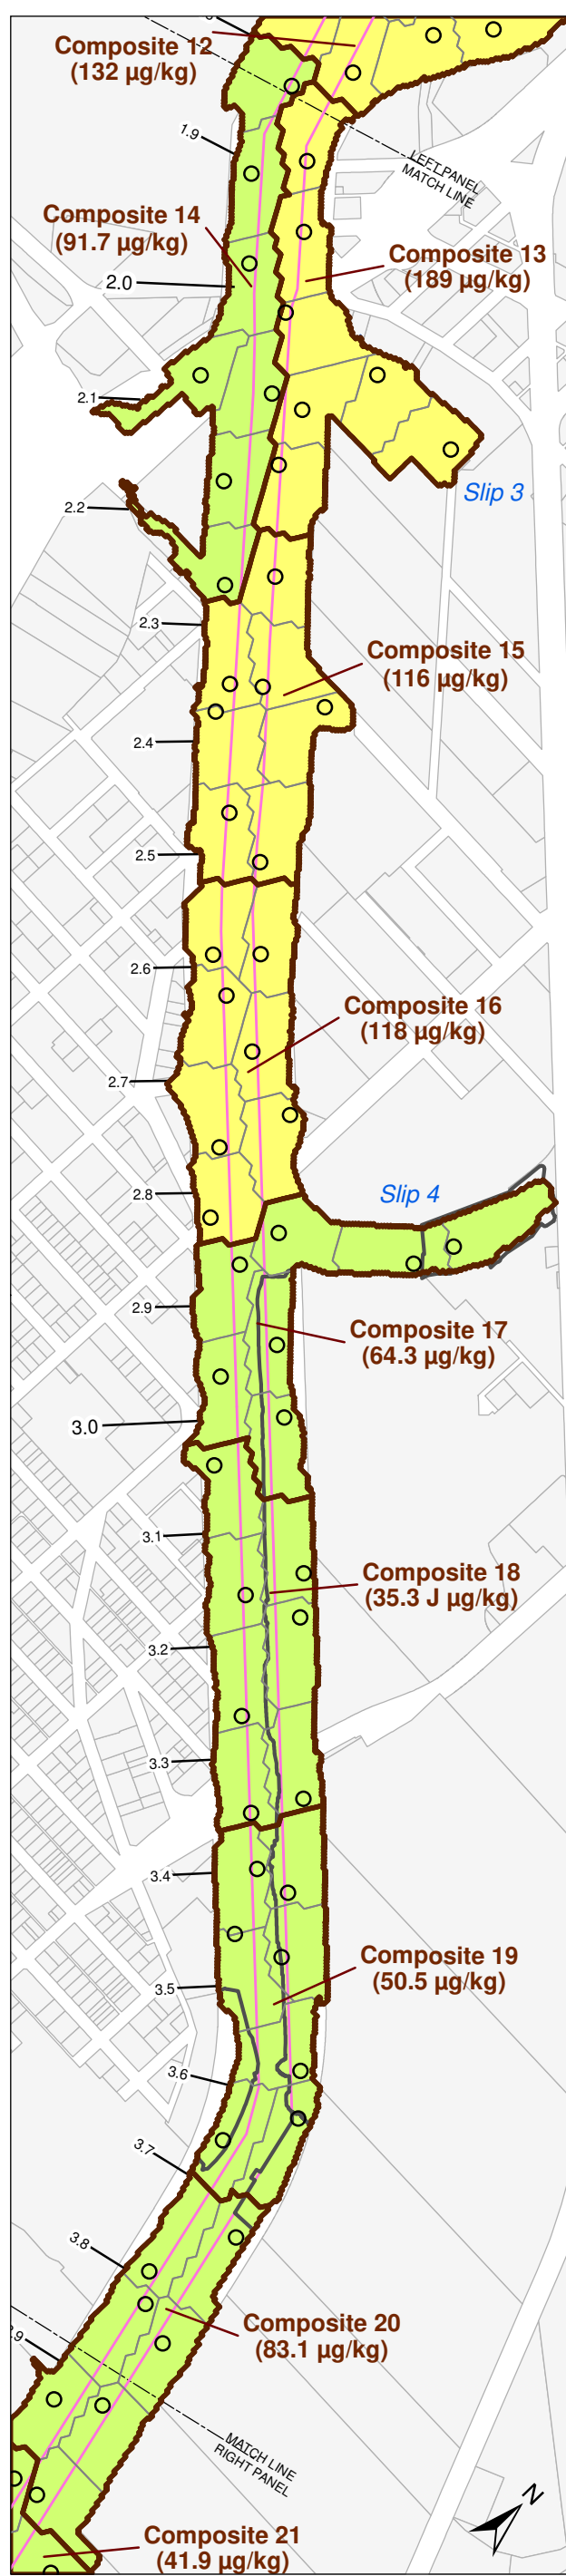 Composite 12
(132 µg/kg)
1.9
LEFT PANEL
MATCH LINE
Composite 14
(91.7 µg/kg)
Composite 13
(189 µg/kg)
2.0
2.1
Slip 3
2.2
2.3
Composite 15
(116 µg/kg)
2.4
2.5
2.6
Composite 16
(118 µg/kg)
2.7
2.8
Slip 4
2.9
Composite 17
(64.3 µg/kg)
3.0
3.1
Composite 18
(35.3 J µg/kg)
3.2
3.3
3.4
Composite 19
(50.5 µg/kg)
3.5
3.6
3.7
3.8
Composite 20
(83.1 µg/kg)
.9
MATCH LINE
RIGHT PANEL
N
Composite 21
(41.9 µg/kg)